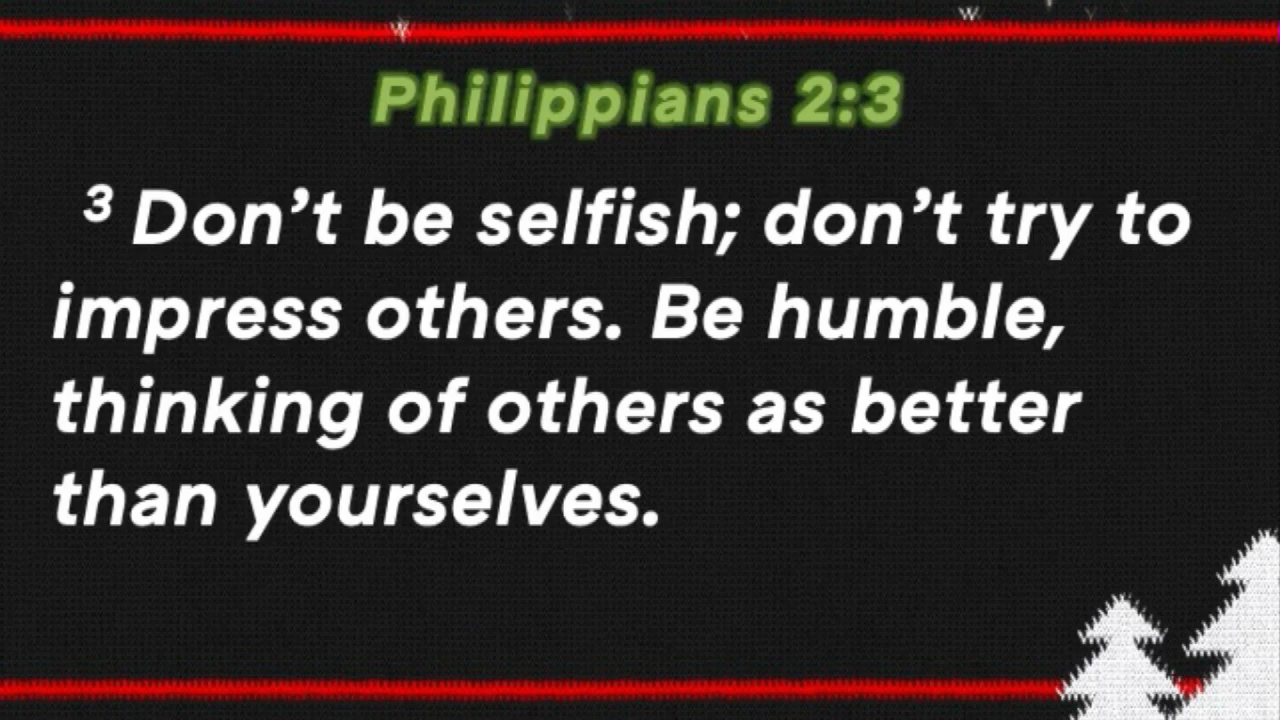 Philippians 2:3
³ Don’t be selfish; don’t try to
impress others. Be humble,
thinking of others as better
than yourselves.